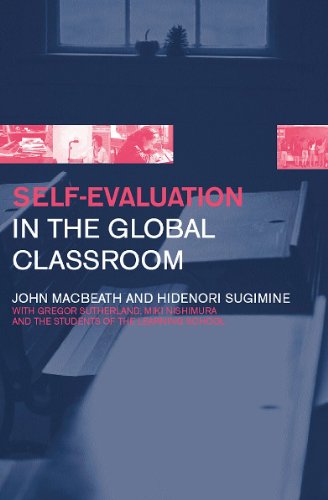 SELF-EVALUATION
IN THE GLOBAL
CLASSROOM
JOHN MACBEATH AND HIDENORI SUGIMINE
WITH GREGOR SUTHERLAND, MIKI NISHIMURA
AND THE STUDENTS OF THE LEARNING SCHOOL